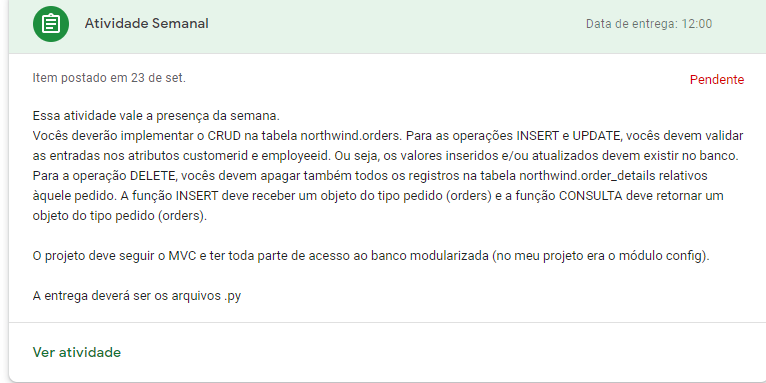 Atividade Semanal
Data de entrega: 12:00
Item postado em 23 de set.
Pendente
Essa atividade vale a presença da semana.
Vocês deverão implementar o CRUD na tabela northwind.orders. Para as operações INSERT e UPDATE, vocês devem validar
as entradas nos atributos customerid e employeeid. Ou seja, os valores inseridos e/ou atualizados devem existir no banco.
Para a operação DELETE, vocês devem apagar também todos os registros na tabela northwind.order_details relativos
àquele pedido. A função INSERT deve receber um objeto do tipo pedido (orders) e a função CONSULTA deve retornar um
objeto do tipo pedido (orders).
O projeto deve seguir o MVC e ter toda parte de acesso ao banco modularizada (no meu projeto era o módulo config).
A entrega deverá ser os arquivos .py
Ver atividade